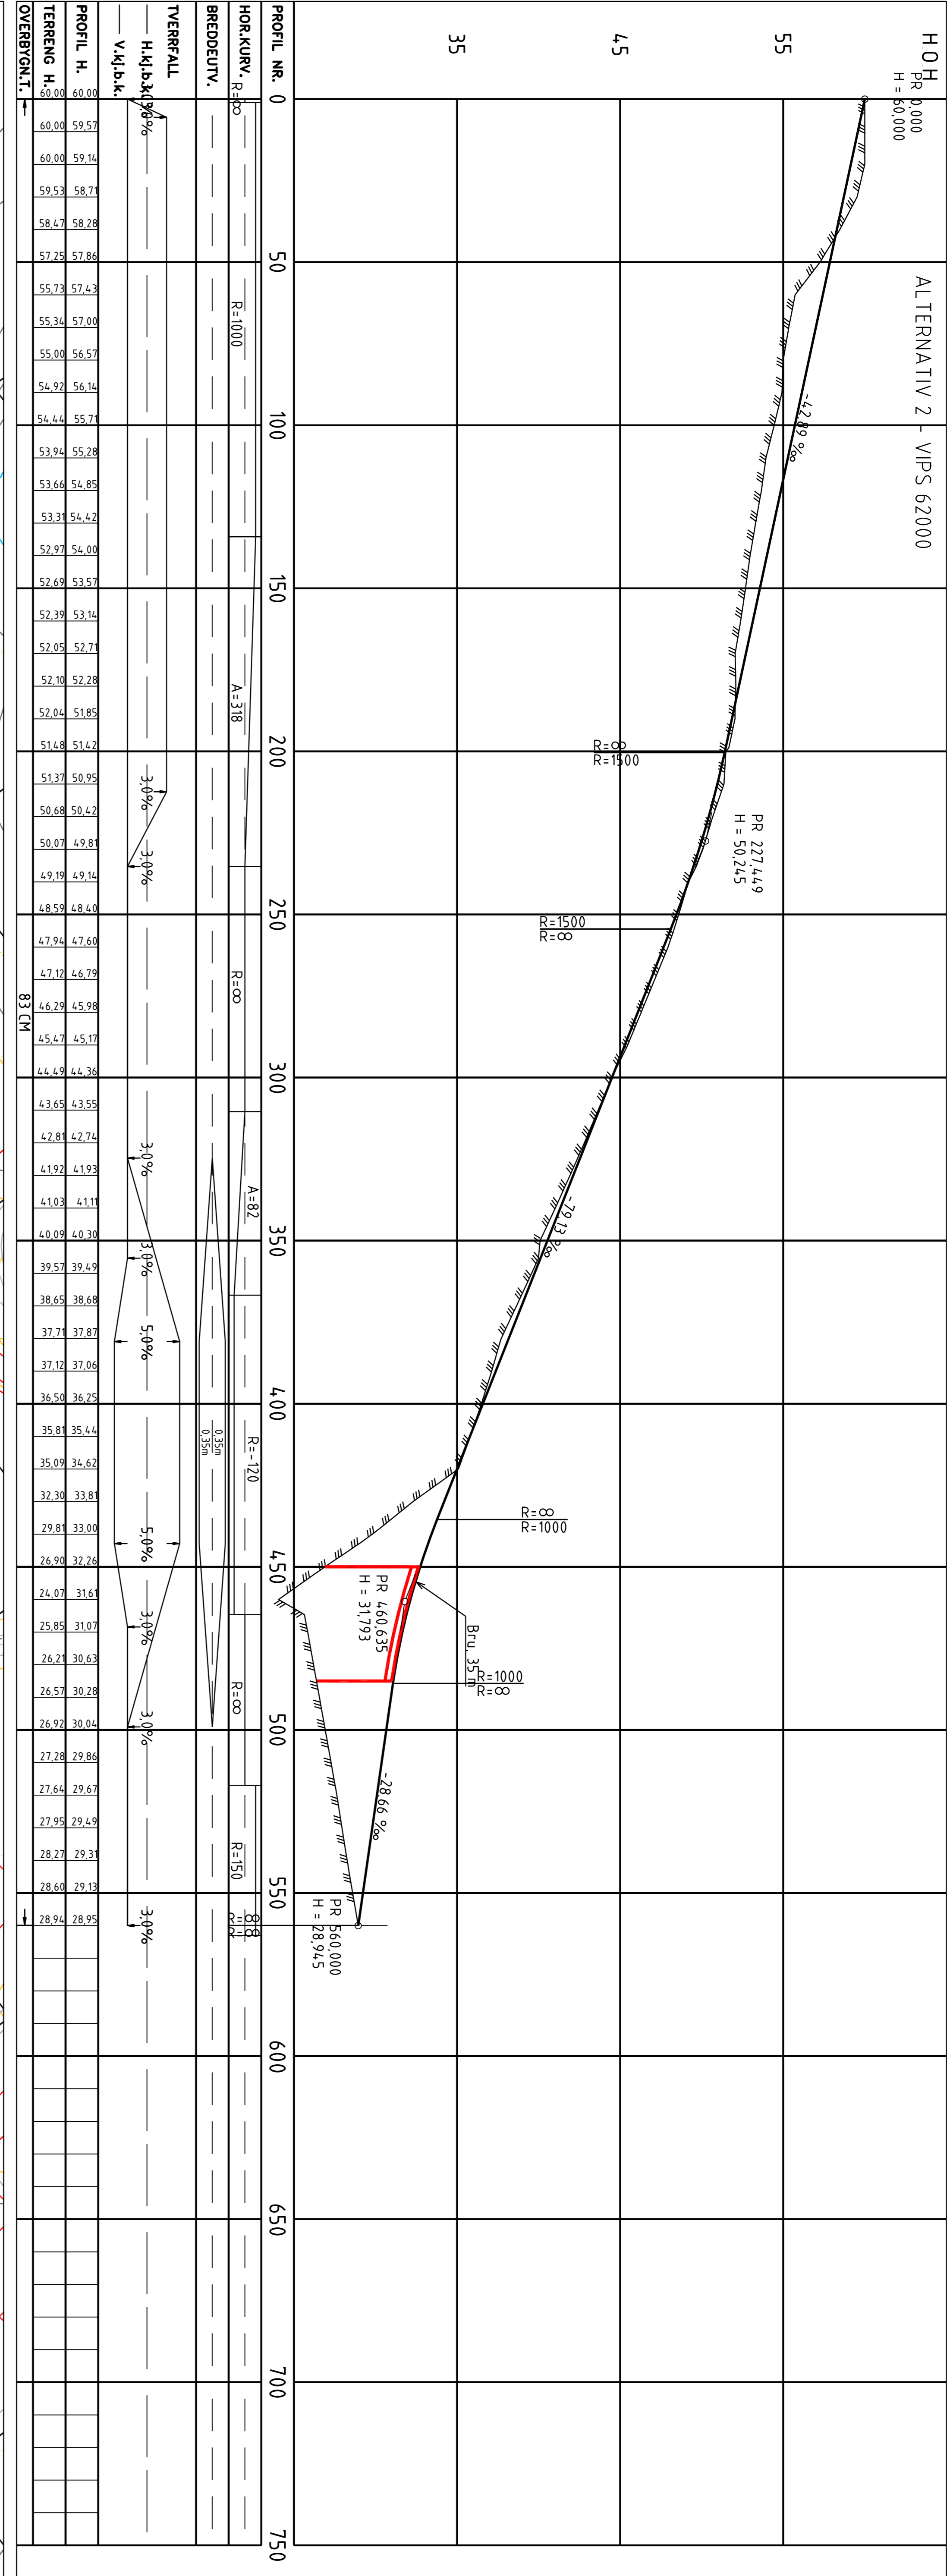 HOH
ALTERNATIV 2 - VIPS 62000
PR 0,000
H = 60,000
55
45
35
-42,89 ‰
R=∞
R=1500
PR 227,449
H = 50,245
R=1500
R=∞
-79,13 ‰
R=∞
R=1000
Bru, 35 m
PR 460,635
H = 31,793
R=1000
R=∞
-28,66 ‰
PR 560,000
H = 28,945
PROFIL NR. 0 50 100 150 200 250 300 350 400 450 500 550 600 650 700 750
HOR.KURV. R=∞ R=1000 A=318 R=∞ A=82 R=-120 R=∞ R=150 R=∞ R=∞
BREDDEUTV. 0,35m
0,35m
TVERRFALL
H.kj.b.k. 3,0% 3,0% 3,0% 3,0% 3,0% 5,0% 5,0% 3,0% 3,0% 3,0%
V.kj.b.k.
PROFIL H. 60,00 59,57 59,14 58,71 58,28 57,86 57,43 57,00 56,57 56,14 55,71 55,28 54,85 54,42 54,00 53,57 53,14 52,71 52,28 51,85 51,42 50,95 50,42 49,81 49,14 48,40 47,60 46,79 45,98 45,17 44,36 43,55 42,74 41,93 41,11 40,30 39,49 38,68 37,87 37,06 36,25 35,44 34,62 33,81 33,00 32,26 31,61 31,07 30,63 30,28 30,04 29,86 29,67 29,49 29,31 29,13 28,95
TERRENG H. 60,00 60,00 60,00 59,53 58,47 57,25 55,73 55,34 55,00 54,92 54,44 53,94 53,66 53,31 52,97 52,69 52,39 52,05 52,10 52,04 51,48 51,37 50,68 50,07 49,19 48,59 47,94 47,12 46,29 45,47 44,49 43,65 42,81 41,92 41,03 40,09 39,57 38,65 37,71 37,12 36,50 35,81 35,09 32,30 29,81 26,90 24,07 25,85 26,21 26,57 26,92 27,28 27,64 27,95 28,27 28,60 28,94
OVERBYGN.T. 83 CM